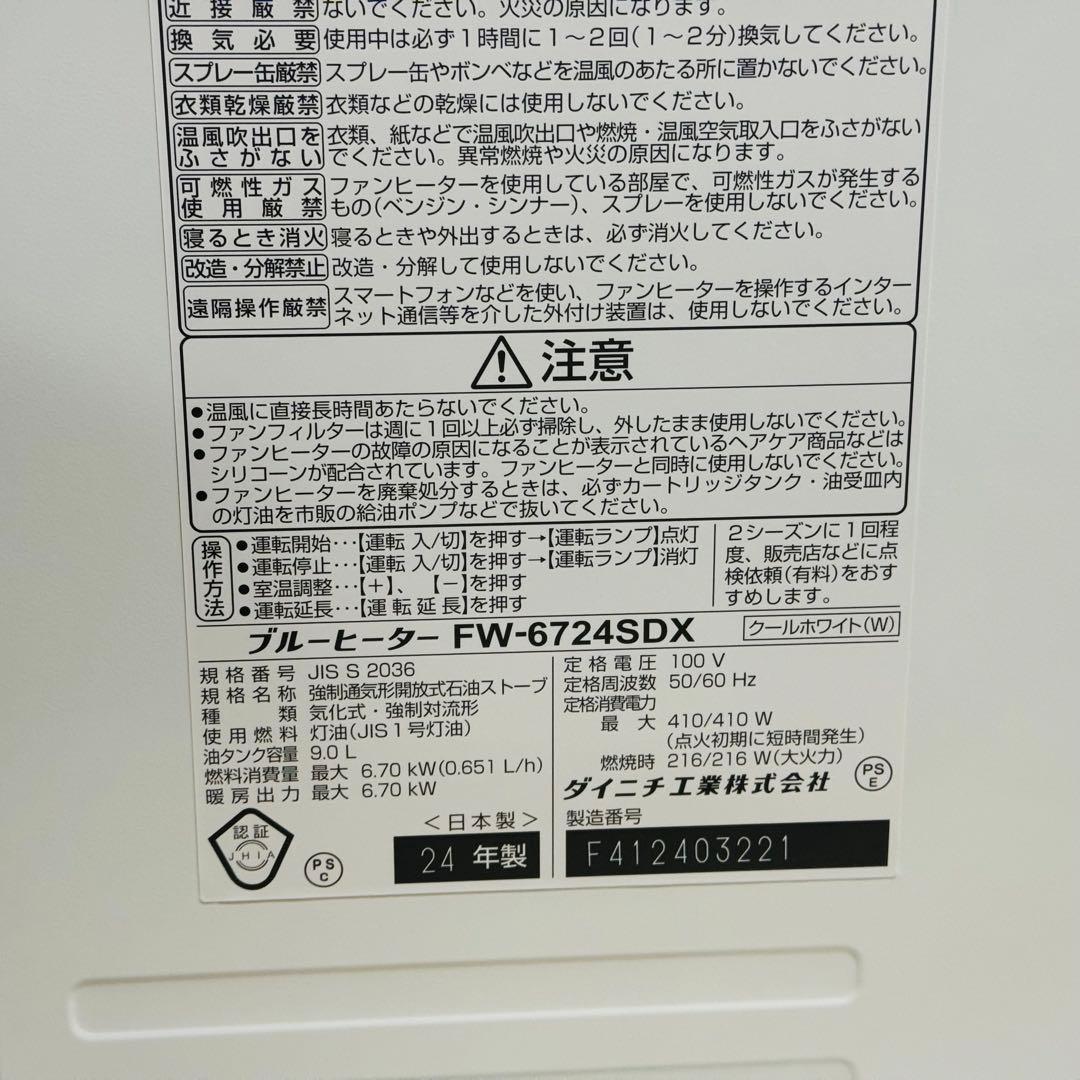 近接厳禁 ないでください。火災の原因になります。
換気必要 使用中は必ず1時間に1〜2回(1〜2分)換気してください。
スプレー缶厳禁 スプレー缶やボンベなどを温風のあたる所に置かないでください。
衣類乾燥厳禁 衣類などの乾燥には使用しないでください。
温風吹出口を 衣類、紙などで温風吹出口や燃焼・温風空気取入口をふさがない
ふさがない でください。異常燃焼や火災の原因になります。
可燃性ガス ファンヒーターを使用している部屋で、可燃性ガスが発生する
使用厳禁 もの(ベンジン・シンナー)、スプレーを使用しないでください。
寝るとき消火 寝るときや外出するときは、必ず消火してください。
改造・分解禁止 改造・分解して使用しないでください。
遠隔操作厳禁 スマートフォンなどを使い、ファンヒーターを操作するインター
ネット通信等を介した外付け装置は、使用しないでください。
注意
●温風に直接長時間あたらないでください。
●ファンフィルターは週に1回以上必ず掃除し、外したまま使用しないでください。
●ファンヒーターの故障の原因になることが表示されているヘアケア商品などは
シリコーンが配合されています。ファンヒーターと同時に使用しないでください。
●ファンヒーターを廃棄処分するときは、必ずカートリッジタンク・油受皿内
の灯油を市販の給油ポンプなどで抜いてください。
操作方法
●運転開始･･･【運転 入/切】を押す→【運転ランプ】点灯
●運転停止･･･【運転 入/切】を押す→【運転ランプ】消灯
●室温調整･･･【+】、【−】を押す
●運転延長･･･【運転延長】を押す
2シーズンに1回程
度、販売店などに点
検依頼(有料)をおす
すめします。
ブルーヒーター FW-6724SDX クールホワイト(W)
規格番号 JIS S 2036
規格名称 強制通気形開放式石油ストーブ
種類 気化式・強制対流形
使用燃料 灯油(JIS1号灯油)
油タンク容量 9.0 L
燃料消費量 最大 6.70 kW(0.651 L/h)
暖房出力 最大 6.70 kW
定格電圧 100 V
定格周波数 50/60 Hz
定格消費電力
最大 410/410 W
(点火初期に短時間発生)
燃焼時 216/216 W(大火力)
ダイニチ工業株式会社
PS
E
認証
JHIA
PS
C
<日本製>
24 年製
製造番号
F412403221